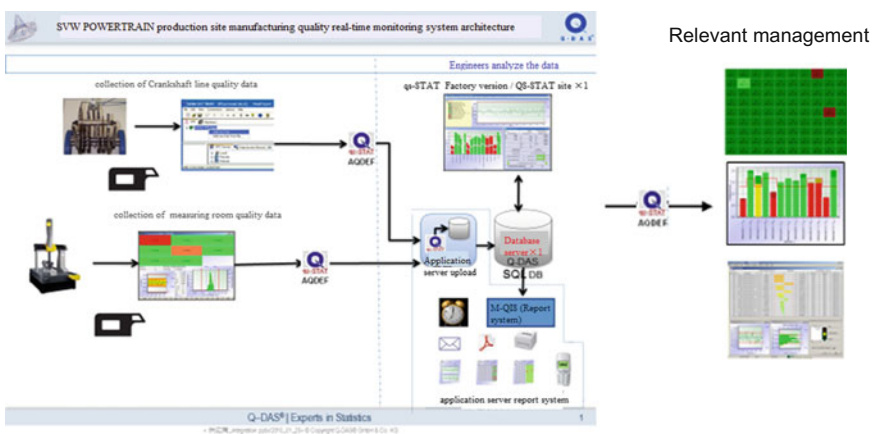 SVW POWERTRAIN production site manufacturing quality real-time monitoring system architecture
Q-DAS
Relevant management
Engineers analyze the data
collection of Crankshaft line quality data
qs-STAT Factory version / QS-STAT site ×1
qs-STAT
AQDEF
collection of measuring room quality data
qs-STAT
AQDEF
qs-STAT
Application
server upload
Database
server×1
Q-DAS
SQL DB
qs-STAT
AQDEF
M-QIS (Report
system)
application server report system
Q-DAS® | Experts in Statistics
1